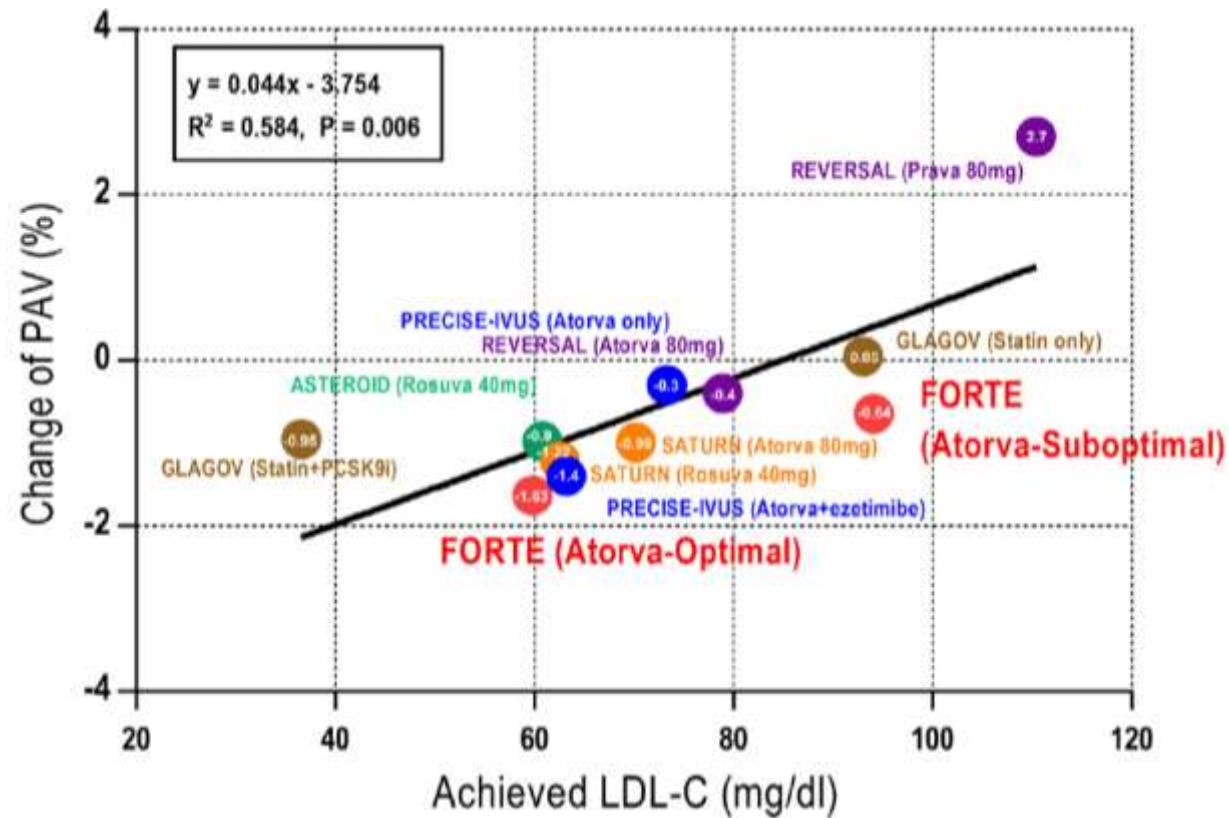 4
y = 0.044x - 3.754
R² = 0.584, P = 0.006
2.7
REVERSAL (Prava 80mg)
2
Change of PAV (%)
PRECISE-IVUS (Atorva only)
REVERSAL (Atorva 80mg)
GLAGOV (Statin only)
0.05
0
ASTEROID (Rosuva 40mg)
-0.3
-0.4
FORTE
(Atorva-Suboptimal)
-0.64
-0.95
-0.9
-0.99
SATURN (Atorva 80mg)
GLAGOV (Statin+PCSK9i)
-1.4
SATURN (Rosuva 40mg)
-1.63
PRECISE-IVUS (Atorva+ezetimibe)
-2
FORTE (Atorva-Optimal)
-4
20 40 60 80 100 120
Achieved LDL-C (mg/dl)